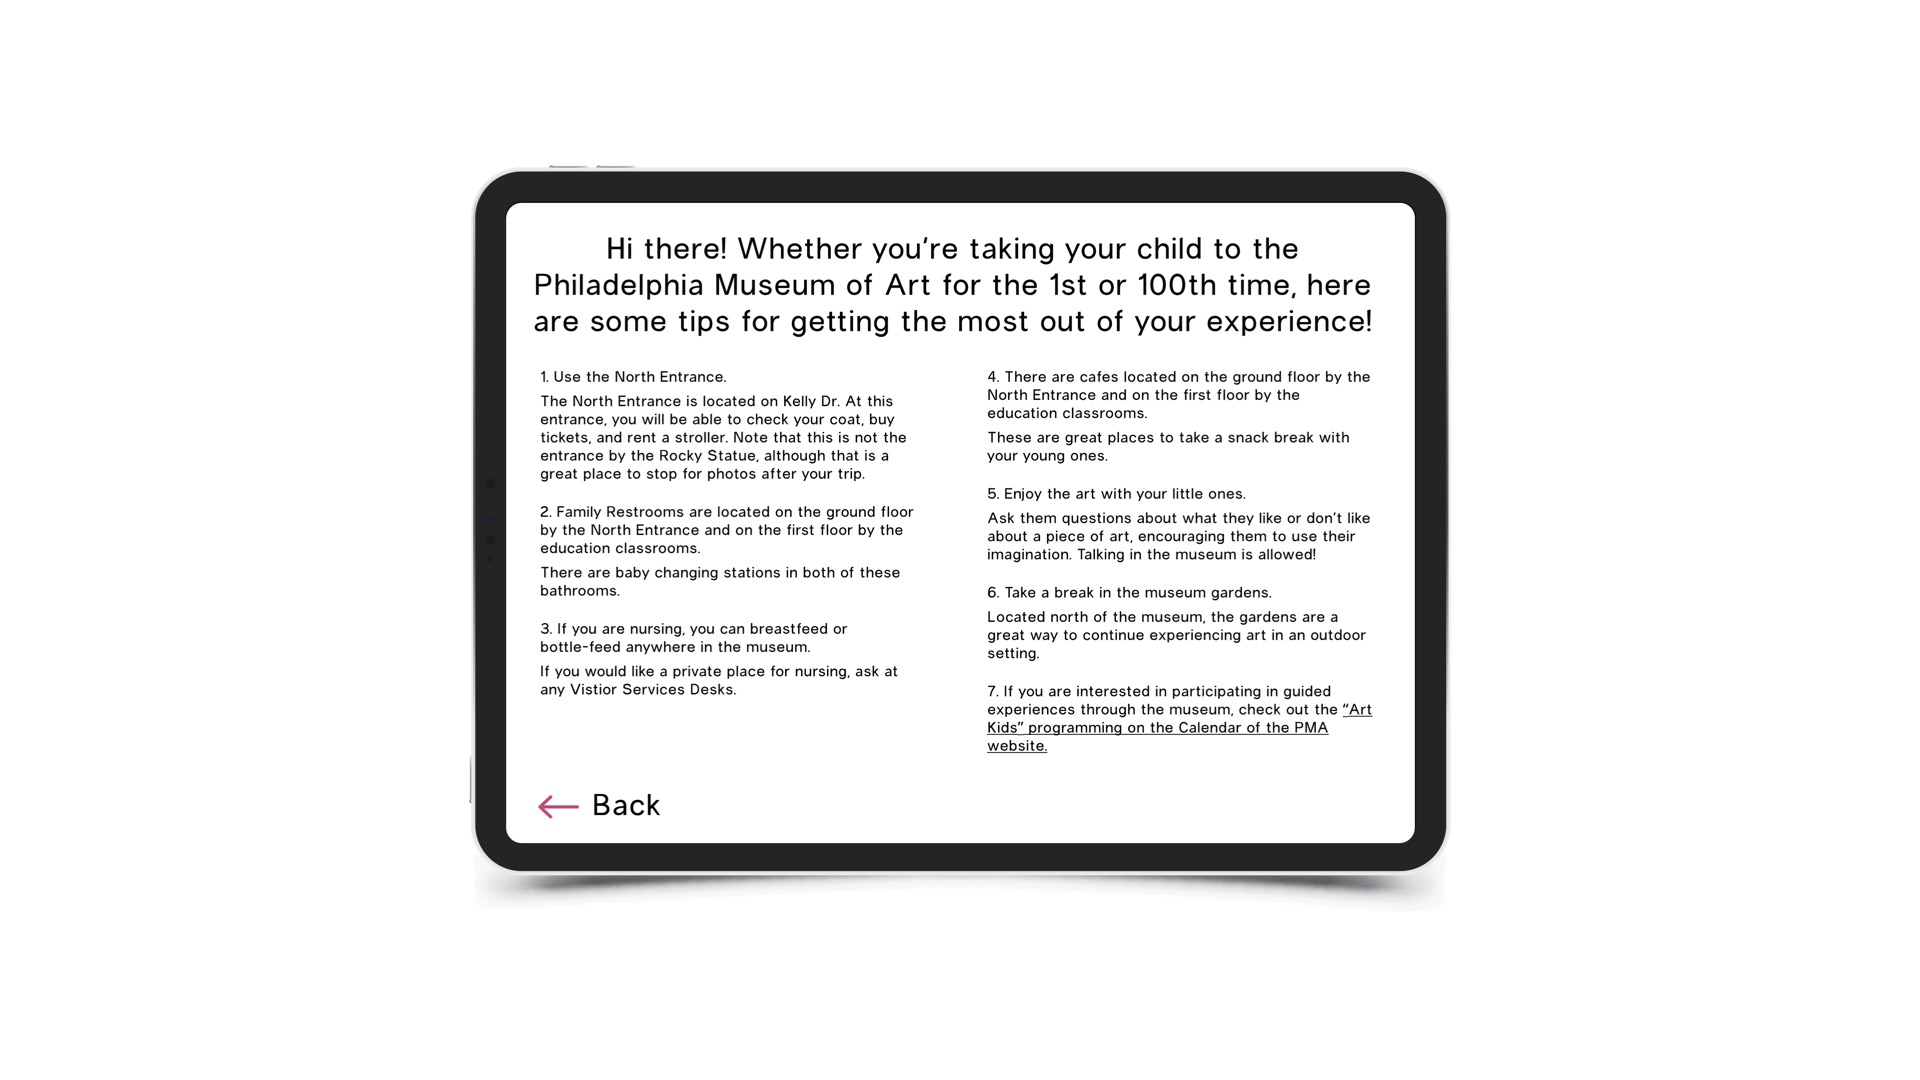 Hi there! Whether you’re taking your child to the
Philadelphia Museum of Art for the 1st or 100th time, here
are some tips for getting the most out of your experience!
1. Use the North Entrance.
The North Entrance is located on Kelly Dr. At this
entrance, you will be able to check your coat, buy
tickets, and rent a stroller. Note that this is not the
entrance by the Rocky Statue, although that is a
great place to stop for photos after your trip.
2. Family Restrooms are located on the ground floor
by the North Entrance and on the first floor by the
education classrooms.
There are baby changing stations in both of these
bathrooms.
3. If you are nursing, you can breastfeed or
bottle-feed anywhere in the museum.
If you would like a private place for nursing, ask at
any Vistior Services Desks.
4. There are cafes located on the ground floor by the
North Entrance and on the first floor by the
education classrooms.
These are great places to take a snack break with
your young ones.
5. Enjoy the art with your little ones.
Ask them questions about what they like or don’t like
about a piece of art, encouraging them to use their
imagination. Talking in the museum is allowed!
6. Take a break in the museum gardens.
Located north of the museum, the gardens are a
great way to continue experiencing art in an outdoor
setting.
7. If you are interested in participating in guided
experiences through the museum, check out the “Art
Kids” programming on the Calendar of the PMA
website.
Back